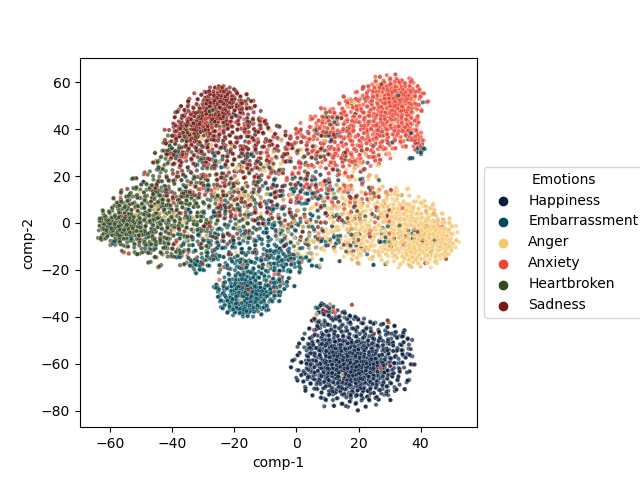 60
40
20
0
−20
−40
−60
−80
comp-2
−60 −40 −20 0 20 40
comp-1
Emotions
Happiness
Embarrassment
Anger
Anxiety
Heartbroken
Sadness